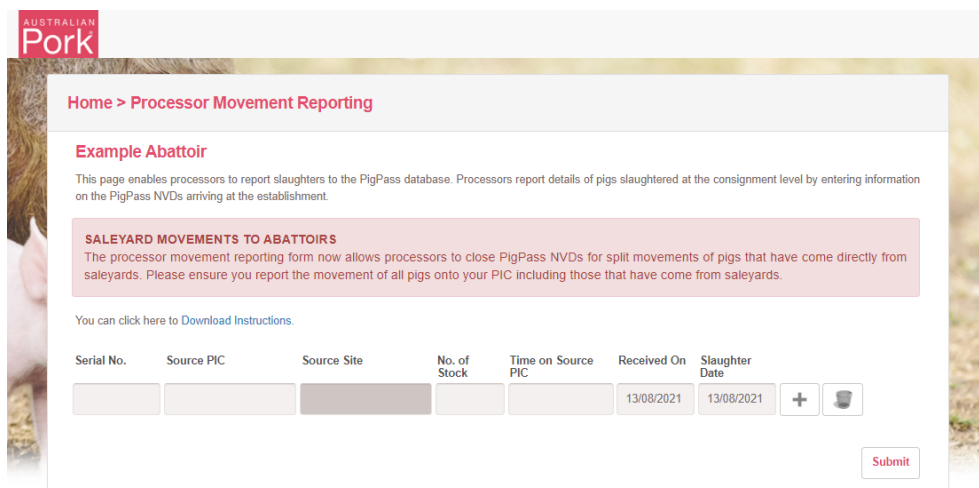 AUSTRALIAN
Pork
Home > Processor Movement Reporting
Example Abattoir
This page enables processors to report slaughters to the PigPass database. Processors report details of pigs slaughtered at the consignment level by entering information
on the PigPass NVDs arriving at the establishment.
SALEYARD MOVEMENTS TO ABATTOIRS
The processor movement reporting form now allows processors to close PigPass NVDs for split movements of pigs that have come directly from
saleyards. Please ensure you report the movement of all pigs onto your PIC including those that have come from saleyards.
You can click here to Download Instructions.
Serial No. Source PIC Source Site No. of Stock Time on Source PIC Received On Slaughter Date
13/08/2021 13/08/2021 +
Submit